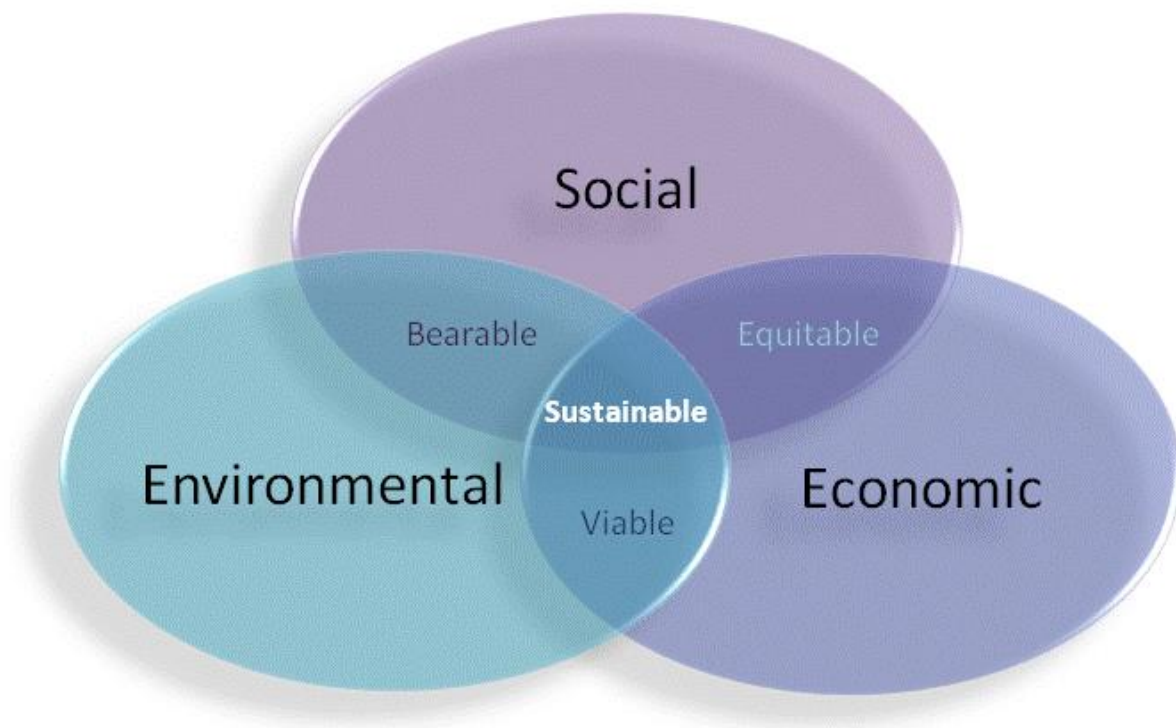 Social
Bearable
Equitable
Sustainable
Environmental
Economic
Viable